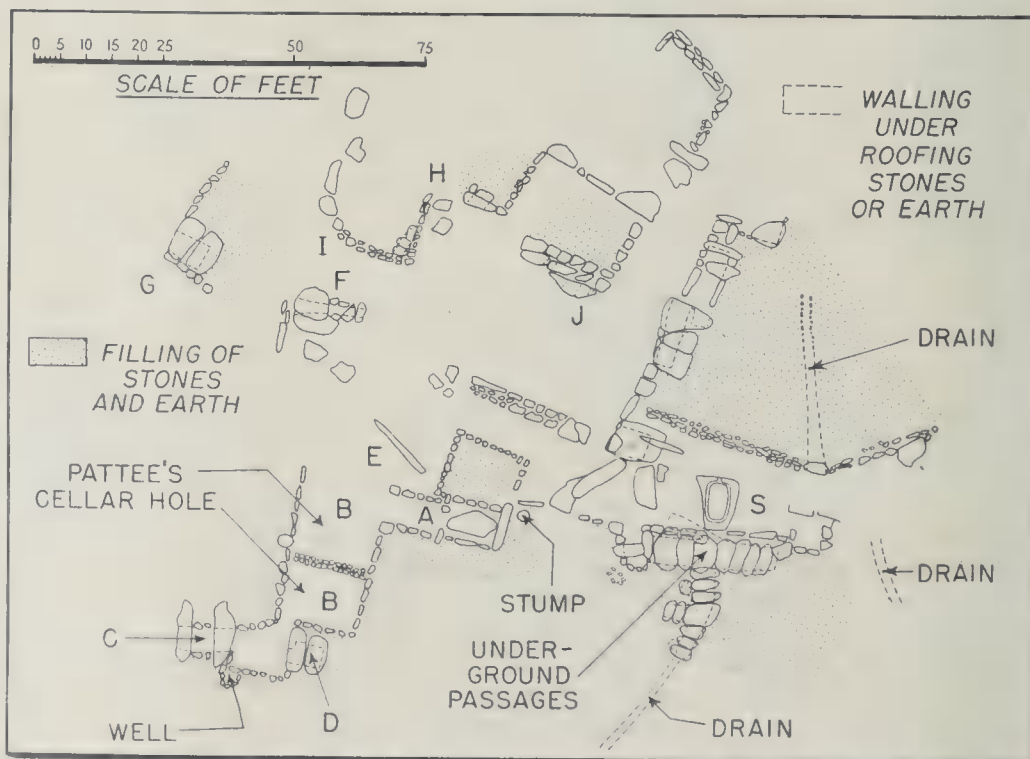 0 5 10 15 20 25 50 75
SCALE OF FEET
WALLING
UNDER
ROOFING
STONES
OR EARTH
H
I
G
F
J
DRAIN
FILLING OF
STONES
AND EARTH
E
PATTEE'S
CELLAR HOLE
B
A
S
B
STUMP
DRAIN
C
UNDER-
GROUND
PASSAGES
WELL
D
DRAIN